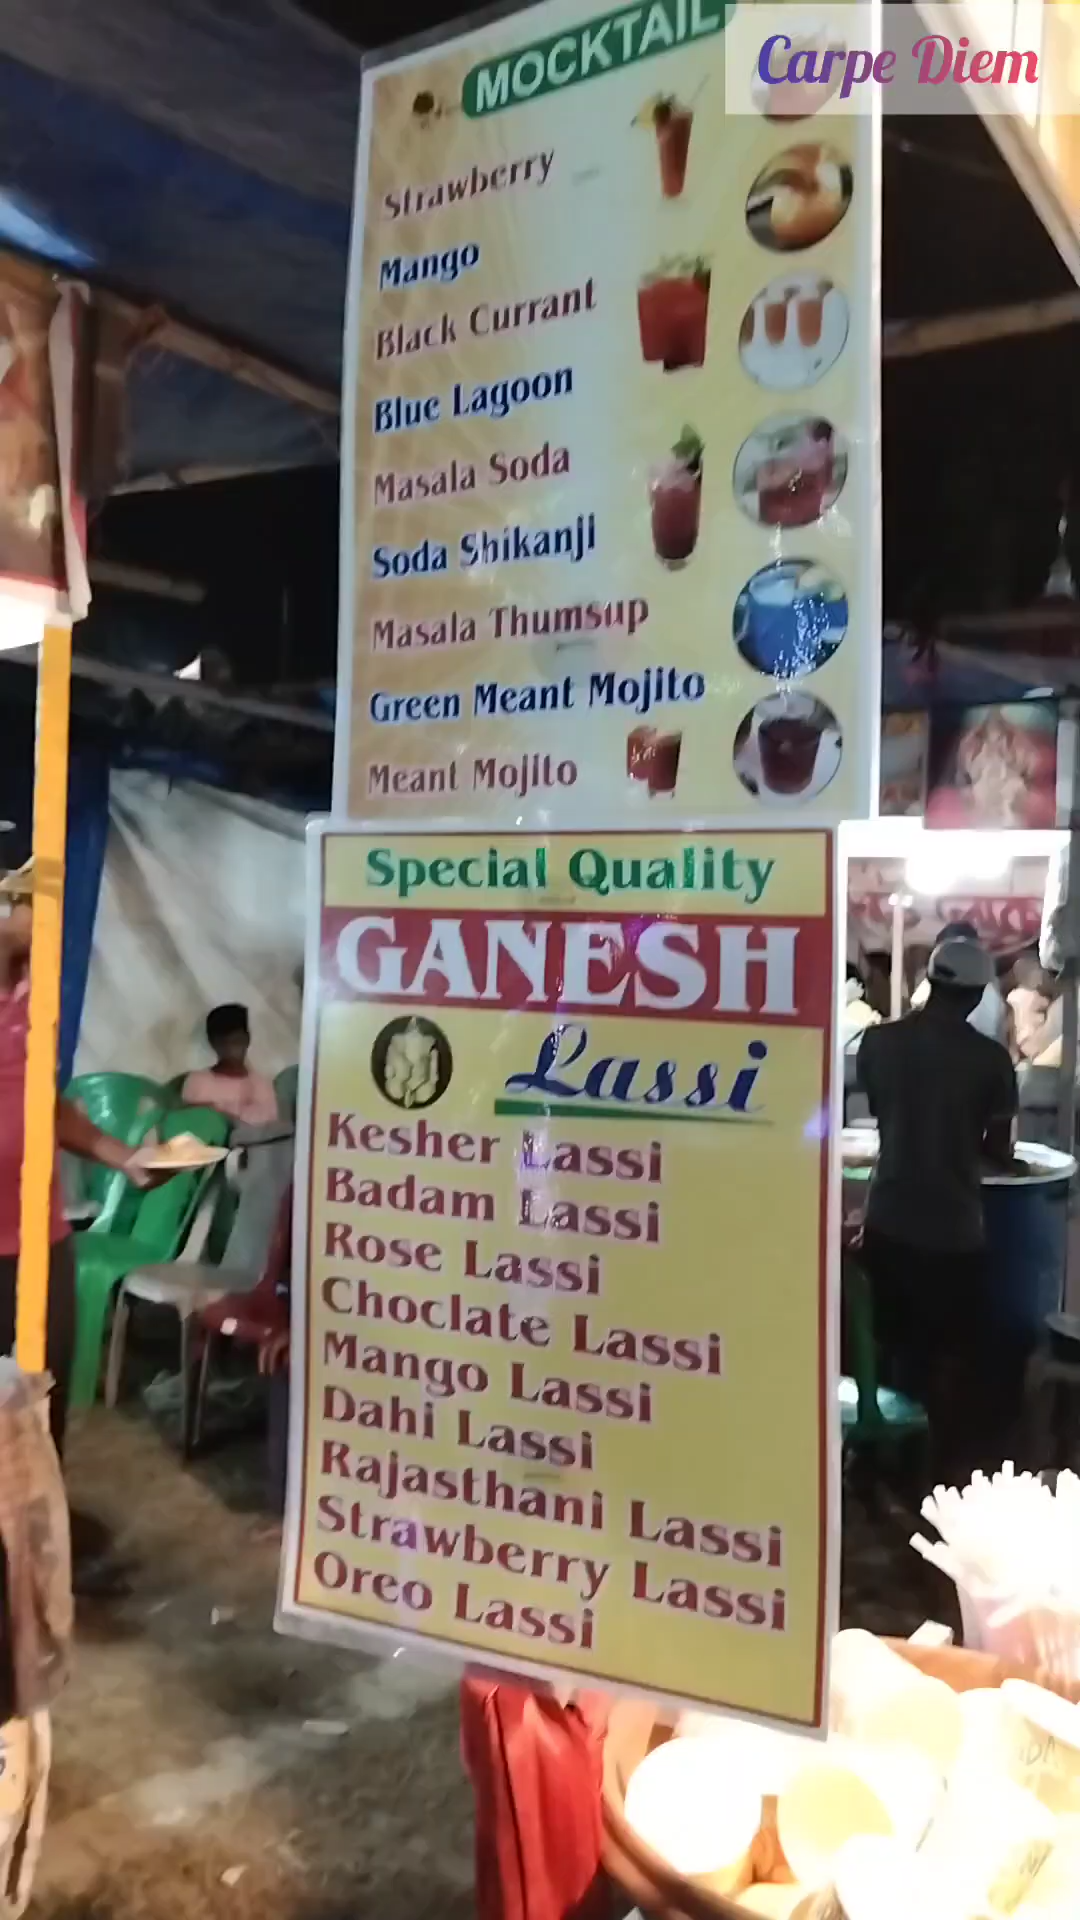 Carpe Diem
MOCKTAIL
Strawberry
Mango
Black Currant
Blue Lagoon
Masala Soda
Soda Shikanji
Masala Thumsup
Green Meant Mojito
Meant Mojito
Special Quality
GANESH
Lassi
Kesher Lassi
Badam Lassi
Rose Lassi
Choclate Lassi
Mango Lassi
Dahi Lassi
Rajasthani Lassi
Strawberry Lassi
Oreo Lassi